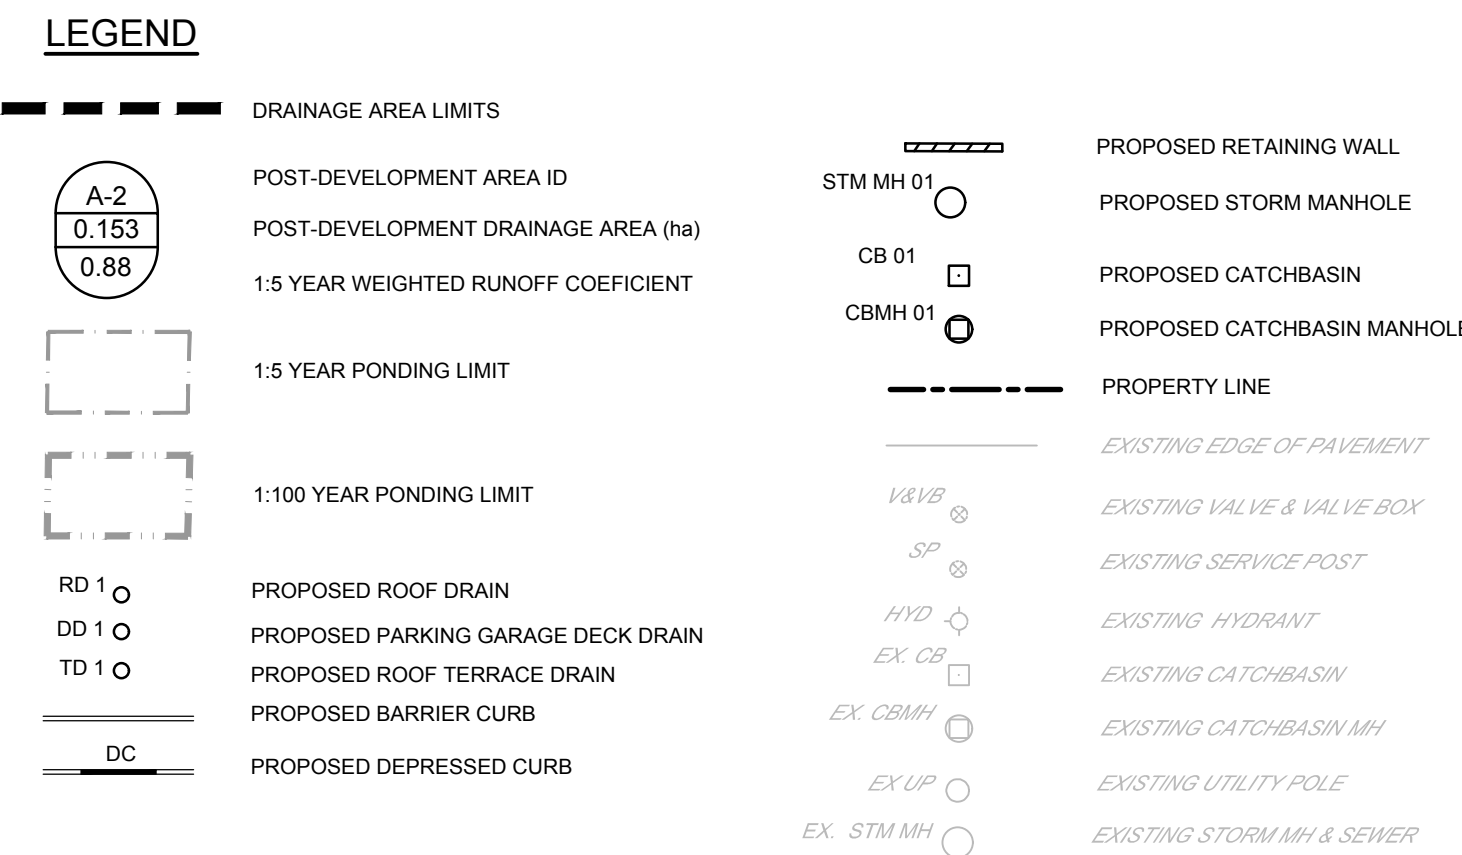 LEGEND
DRAINAGE AREA LIMITS
A-2
0.153
0.88
POST-DEVELOPMENT AREA ID
POST-DEVELOPMENT DRAINAGE AREA (ha)
1:5 YEAR WEIGHTED RUNOFF COEFICIENT
1:5 YEAR PONDING LIMIT
1:100 YEAR PONDING LIMIT
RD 1 PROPOSED ROOF DRAIN
DD 1 PROPOSED PARKING GARAGE DECK DRAIN
TD 1 PROPOSED ROOF TERRACE DRAIN
PROPOSED BARRIER CURB
DC PROPOSED DEPRESSED CURB
PROPOSED RETAINING WALL
STM MH 01 PROPOSED STORM MANHOLE
CB 01 PROPOSED CATCHBASIN
CBMH 01 PROPOSED CATCHBASIN MANHOLE
PROPERTY LINE
EXISTING EDGE OF PAVEMENT
V&VB EXISTING VALVE & VALVE BOX
SP EXISTING SERVICE POST
HYD EXISTING HYDRANT
EX. CB EXISTING CATCHBASIN
EX. CBMH EXISTING CATCHBASIN MH
EX UP EXISTING UTILITY POLE
EX. STM MH EXISTING STORM MH & SEWER